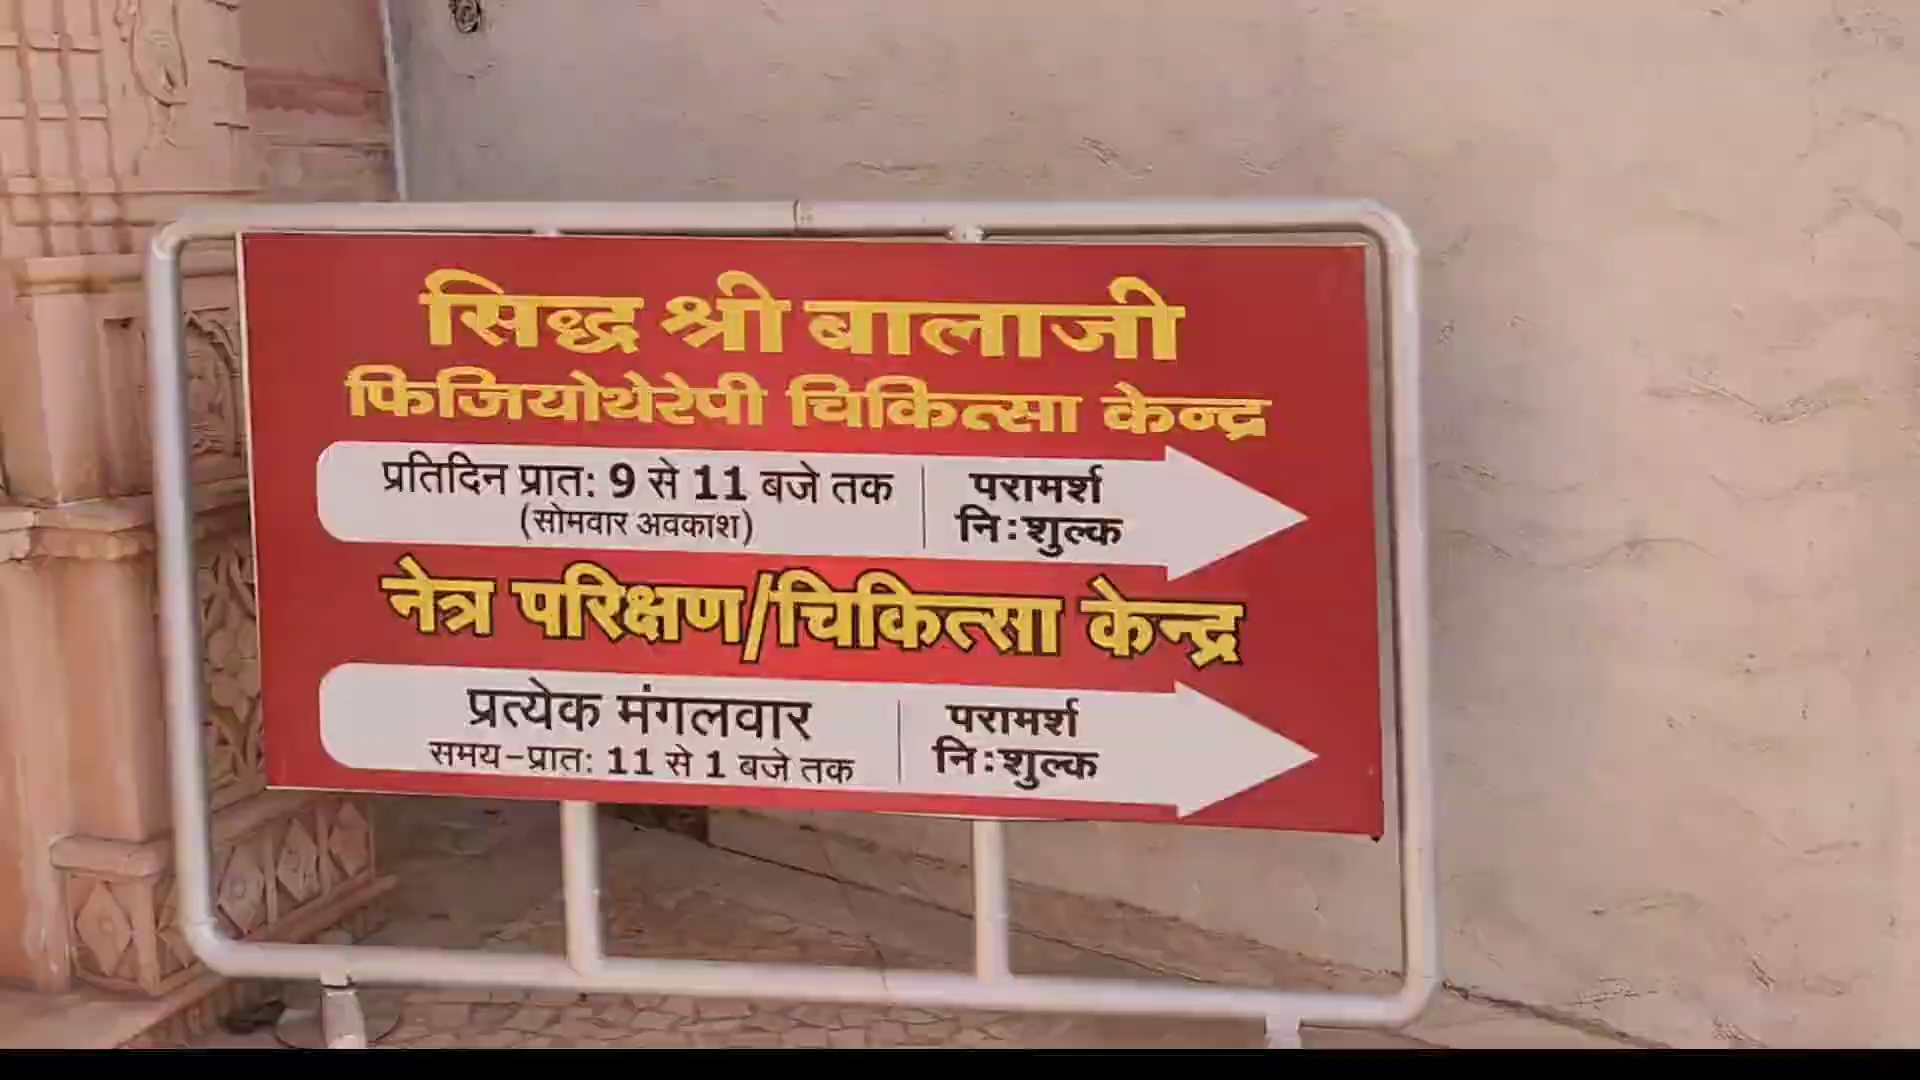 सिद्ध श्री बालाजी
फिजियोथेरेपी चिकित्सा केन्द्र
प्रतिदिन प्रात: 9 से 11 बजे तक
(सोमवार अवकाश)
परामर्श
नि:शुल्क
नेत्र परिक्षण/चिकित्सा केन्द्र
प्रत्येक मंगलवार
समय-प्रात: 11 से 1 बजे तक
परामर्श
नि:शुल्क